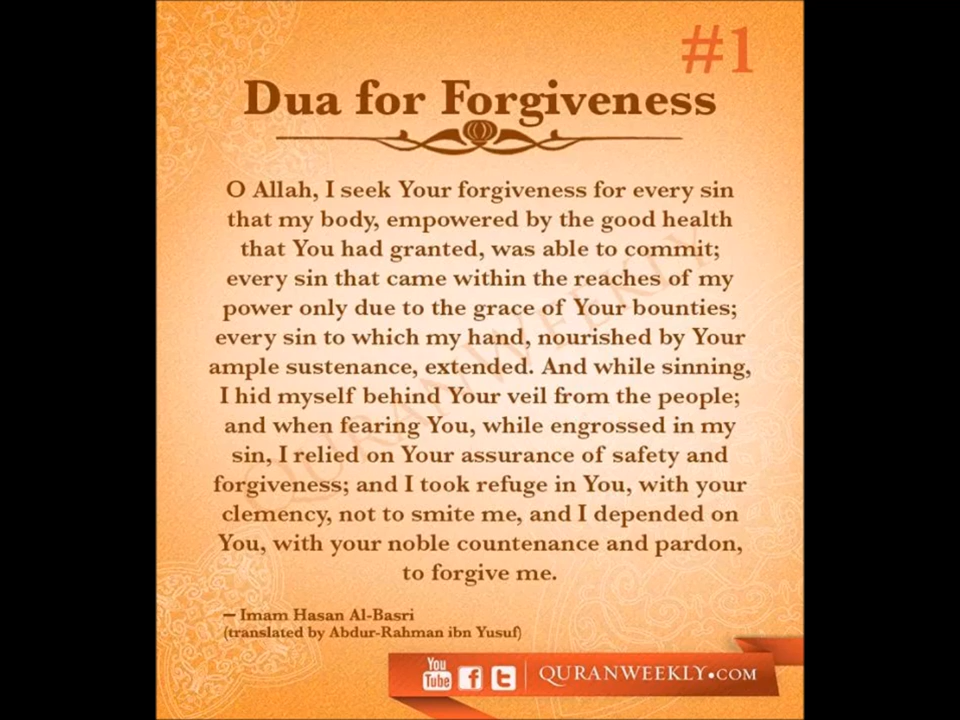 #1
Dua for Forgiveness
O Allah, I seek Your forgiveness for every sin
that my body, empowered by the good health
that You had granted, was able to commit;
every sin that came within the reaches of my
power only due to the grace of Your bounties;
every sin to which my hand, nourished by Your
ample sustenance, extended. And while sinning,
I hid myself behind Your veil from the people;
and when fearing You, while engrossed in my
sin, I relied on Your assurance of safety and
forgiveness; and I took refuge in You, with your
clemency, not to smite me, and I depended on
You, with your noble countenance and pardon,
to forgive me.
– Imam Hasan Al-Basri
(translated by Abdur-Rahman ibn Yusuf)
You
Tube f t QURANWEEKLY•COM
QURANWEEKLY